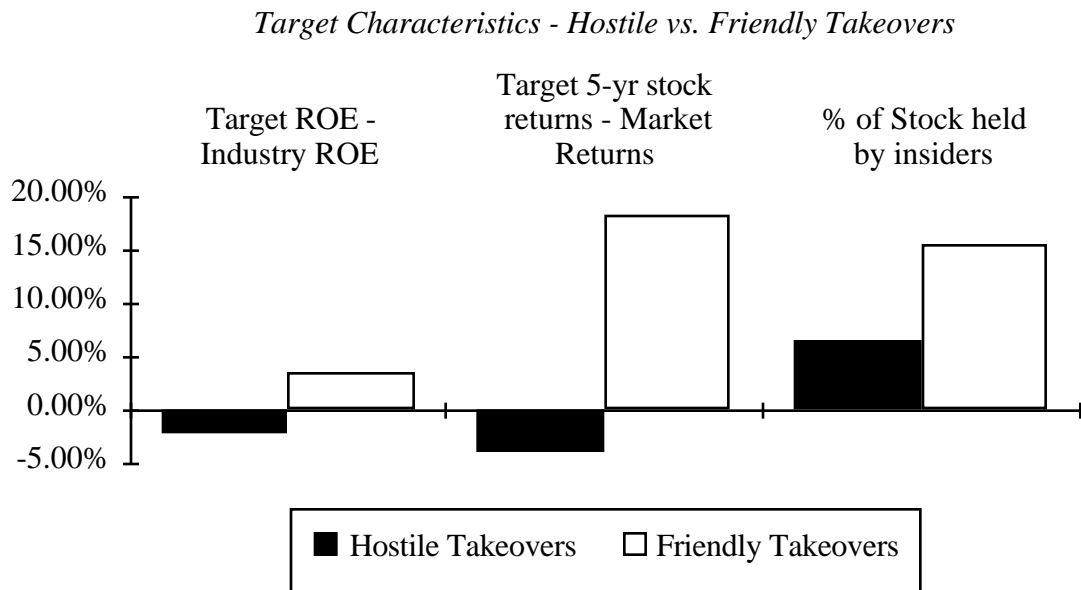 Target Characteristics - Hostile vs. Friendly Takeovers
Target ROE -
Industry ROE
Target 5-yr stock
returns - Market
Returns
% of Stock held
by insiders
20.00%
15.00%
10.00%
5.00%
0.00%
-5.00%
Hostile Takeovers
Friendly Takeovers